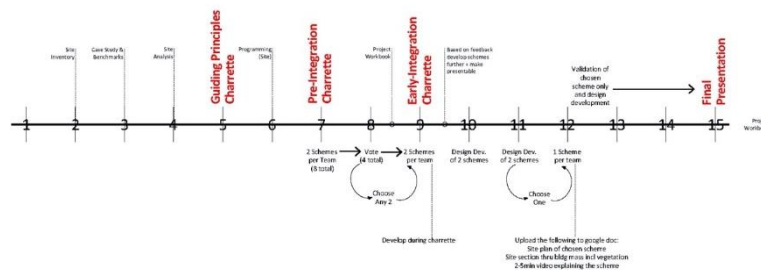 Site
Inventory
Case Study &
Benchmarks
Site
Analysis
Guiding Principles
Charrette
Programming
(Site)
Pre-Integration
Charrette
Project
Workbook
Early-Integration
Charrette
Based on feedback
develop schemes
further + make
presentable
Validation of
chosen
scheme only
and design
development
Final
Presentation
1 2 3 4 5 6 7 8 9 10 11 12 13 14 15
2 Schemes
per Team
(8 total)
Vote
(4 total)
2 Schemes
per team
Choose
Any 2
Design Dev.
of 2 schemes
Design Dev.
of 2 schemes
1 Scheme
per team
Choose
One
Develop during charrette
Upload the following to google doc:
Site plan of chosen scheme
Site section thru bldg mass incl vegetation
2-5min video explaining the scheme